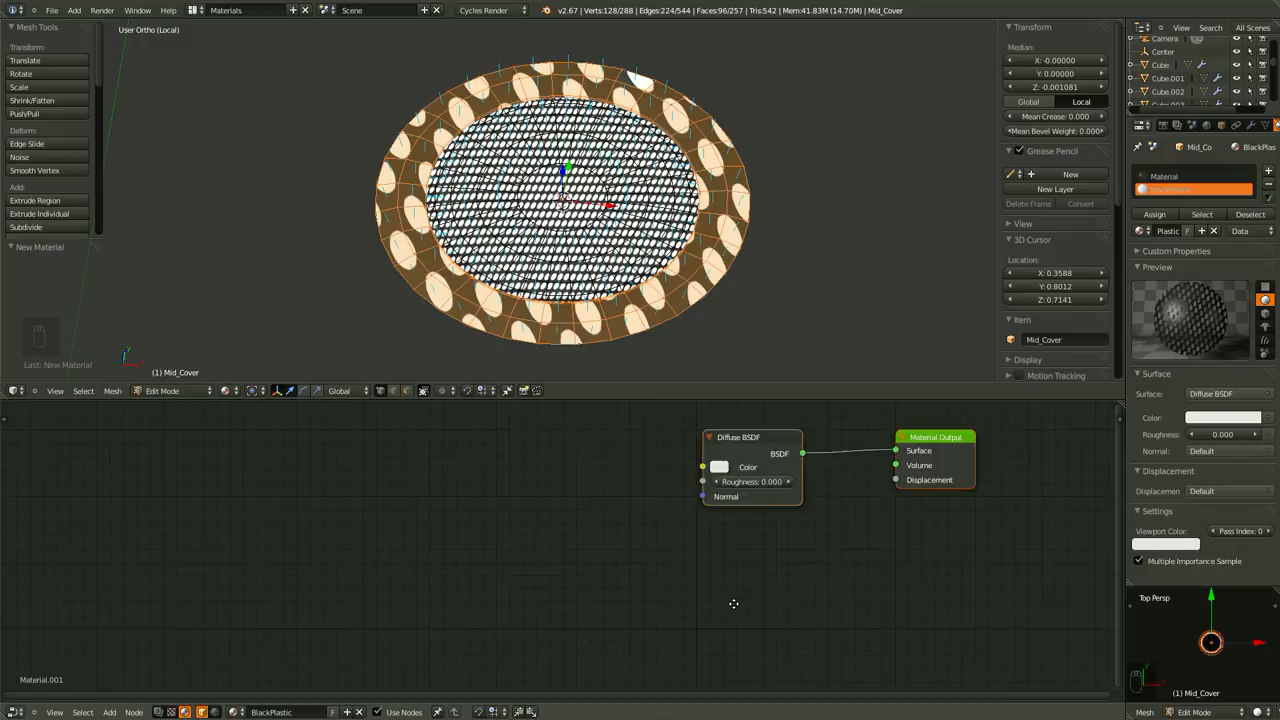 File Add Render Window Help Materials Scene Cycles Render v2.67 | Verts:128/288 | Edges:224/544 | Faces:96/257 | Tris:542 | Mem:41.83M (14.70M) | Mid_Cover
Mesh Tools
Transform:
Translate
Rotate
Scale
Shrink/Fatten
Push/Pull
Deform:
Edge Slide
Noise
Smooth Vertex
Add:
Extrude Region
Extrude Individual
Subdivide
New Material
Last: New Material
User Ortho (Local)
(1) Mid_Cover
View Select Mesh Edit Mode Global
Transform
Median:
X: -0.00000
Y: 0.00000
Z: -0.001081
Global Local
Mean Crease: 0.000
Mean Bevel Weight: 0.000
Grease Pencil
New
New Layer
Delete Frame Convert
View
3D Cursor
Location:
X: 0.3588
Y: 0.8012
Z: 0.7141
Item
Mid_Cover
Display
Motion Tracking
View Search All Scenes
Camera
Center
Cube
Cube.001
Cube.002
Mid_Co BlackPlas
Material
Assign Select Deselect
Plastic F Data
Custom Properties
Preview
Surface
Surface: Diffuse BSDF
Color:
Roughness: 0.000
Normal: Default
Displacement
Displacemen Default
Settings
Viewport Color: Pass Index: 0
Multiple Importance Sample
Top Persp
(1) Mid_Cover
Mesh Edit Mode
Diffuse BSDF
BSDF
Color
Roughness: 0.000
Normal
Material Output
Surface
Volume
Displacement
Material.001
View Select Add Node BlackPlastic F Use Nodes